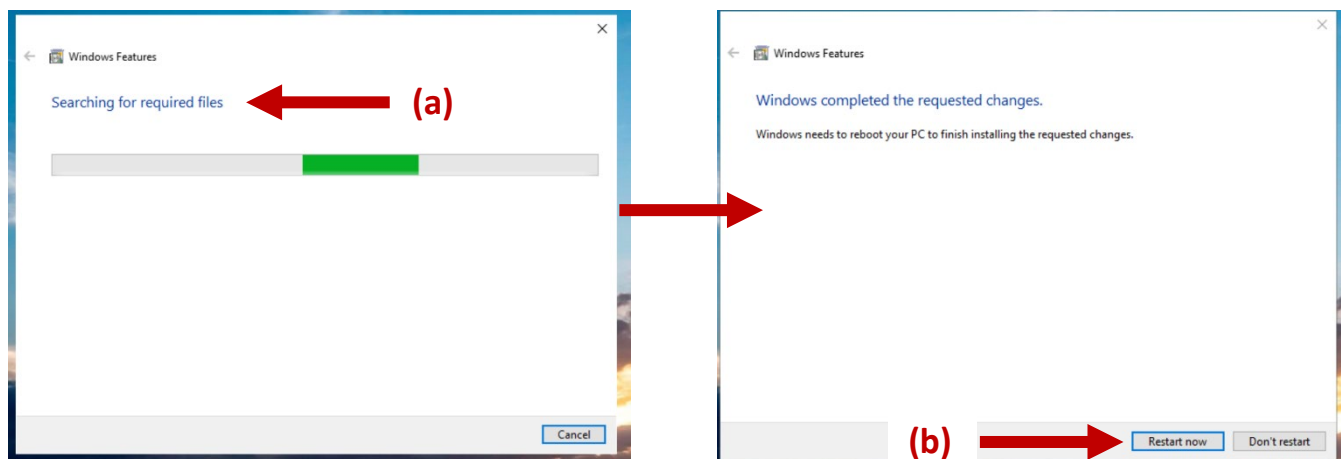 Windows Features
Searching for required files
(a)
Cancel
Windows Features
Windows completed the requested changes.
Windows needs to reboot your PC to finish installing the requested changes.
(b)
Restart now
Don't restart